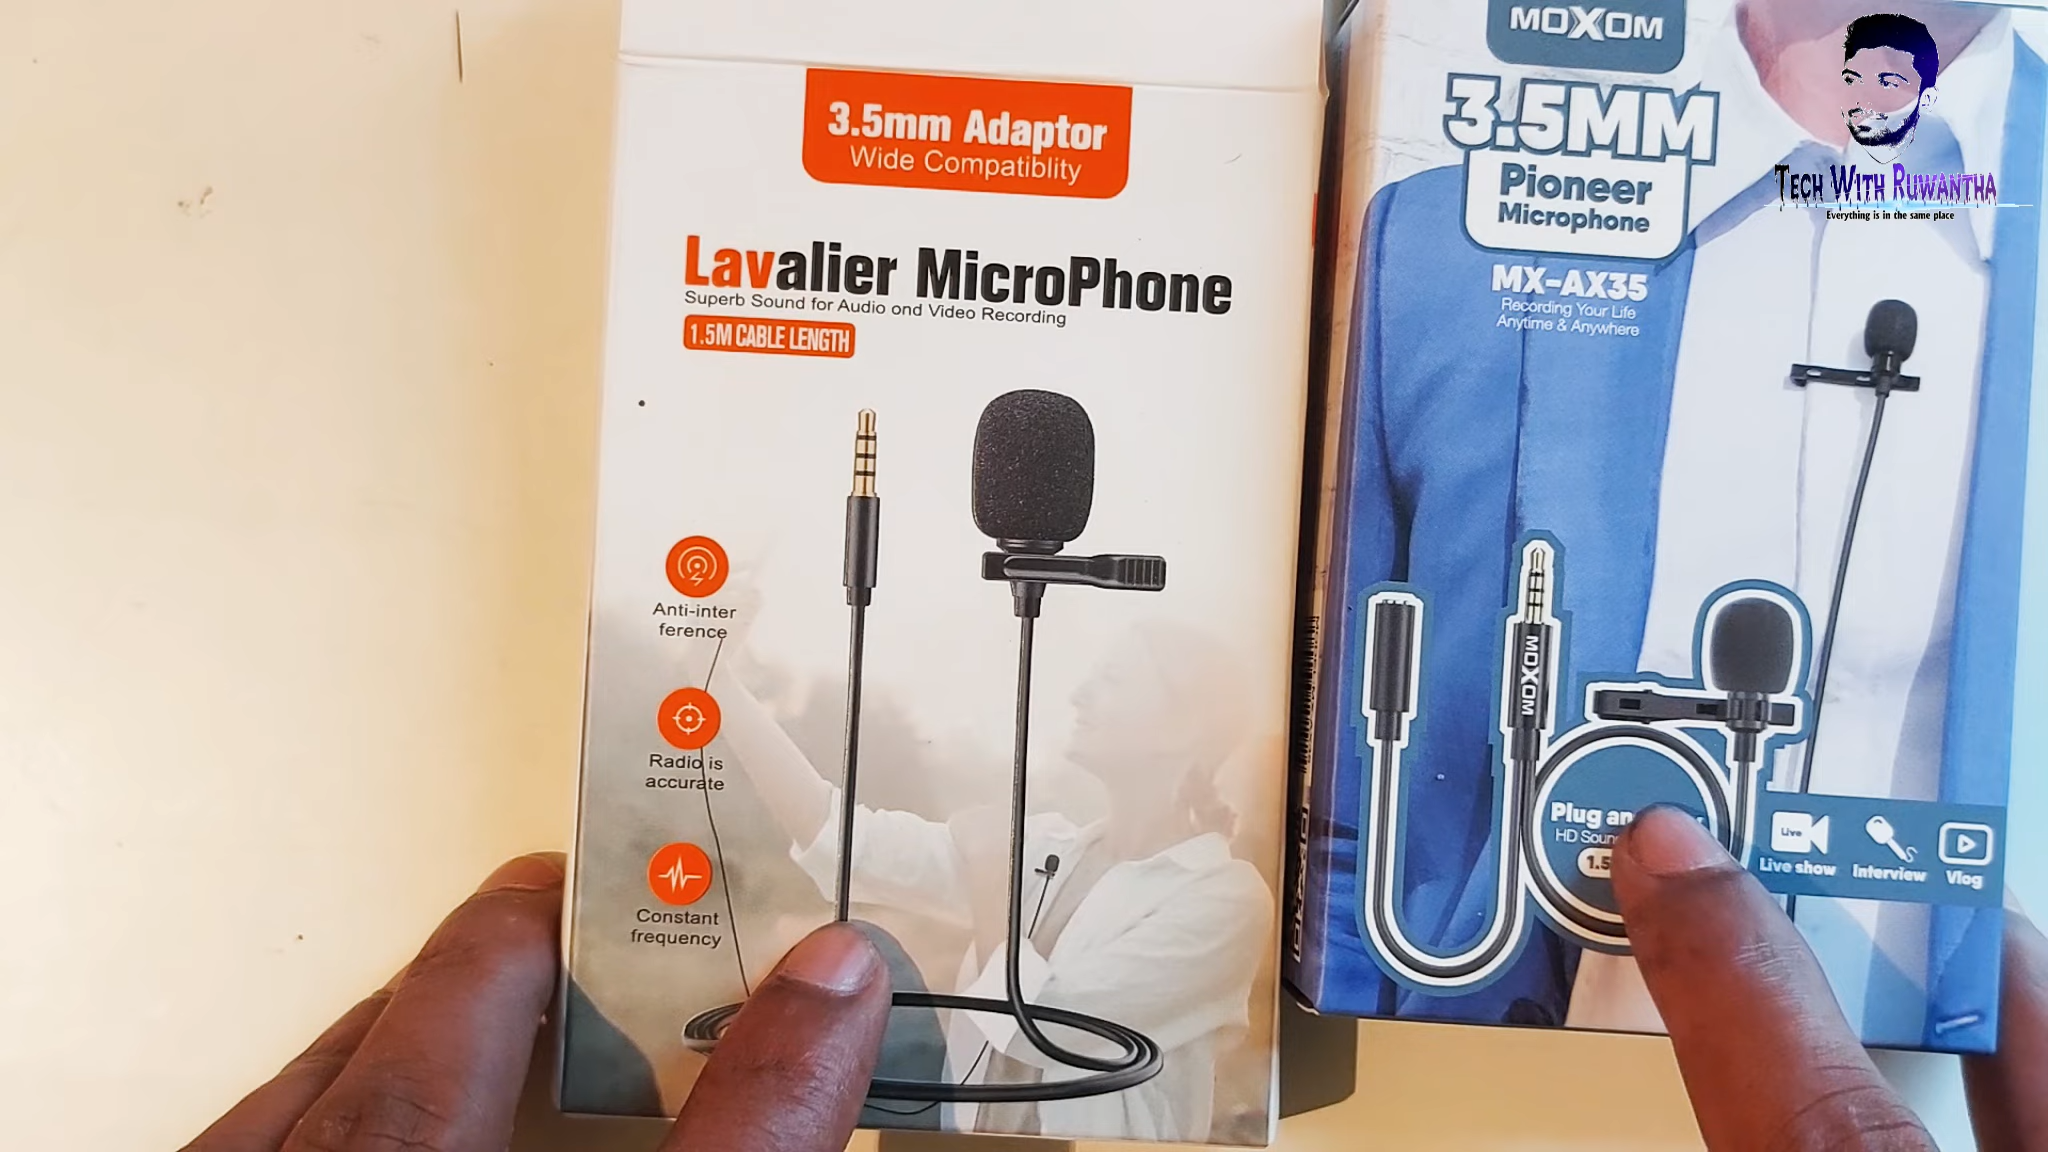 3.5mm Adaptor
Wide Compatiblity
Lavalier MicroPhone
Superb Sound for Audio ond Video Recording
1.5M CABLE LENGTH
Anti-inter
ference
Radio is
accurate
Constant
frequency
MOXOM
3.5MM
Pioneer
Microphone
MX-AX35
Recording Your Life
Anytime & Anywhere
MOXOM
Plug
HD
Live
Live show
Interview
Vlog
TECH WITH RUWANTHA
Everything is in the same place